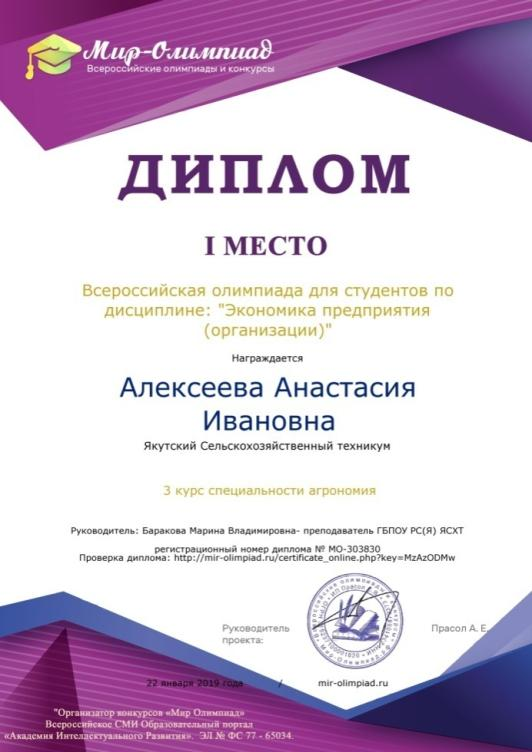 Мир-Олимпиад
Всероссийские олимпиады и конкурсы
ДИПЛОМ
I МЕСТО
Всероссийская олимпиада для студентов по
дисциплине: "Экономика предприятия
(организации)"
Награждается
Алексеева Анастасия
Ивановна
Якутский Сельскохозяйственный техникум
3 курс специальности агрономия
Руководитель: Баракова Марина Владимировна- преподаватель ГБПОУ РС(Я) ЯСХТ
регистрационный номер диплома № МО-303830
Проверка диплома: http://mir-olimpiad.ru/certificate_online.php?key=MzAzODMw
Руководитель
проекта:
Прасол А. Е.
22 января 2019 года / mir-olimpiad.ru
"Организатор конкурсов «Мир Олимпиад»
Всероссийское СМИ Образовательный портал
«Академия Интеллектуального Развития». ЭЛ № ФС 77 - 65034.